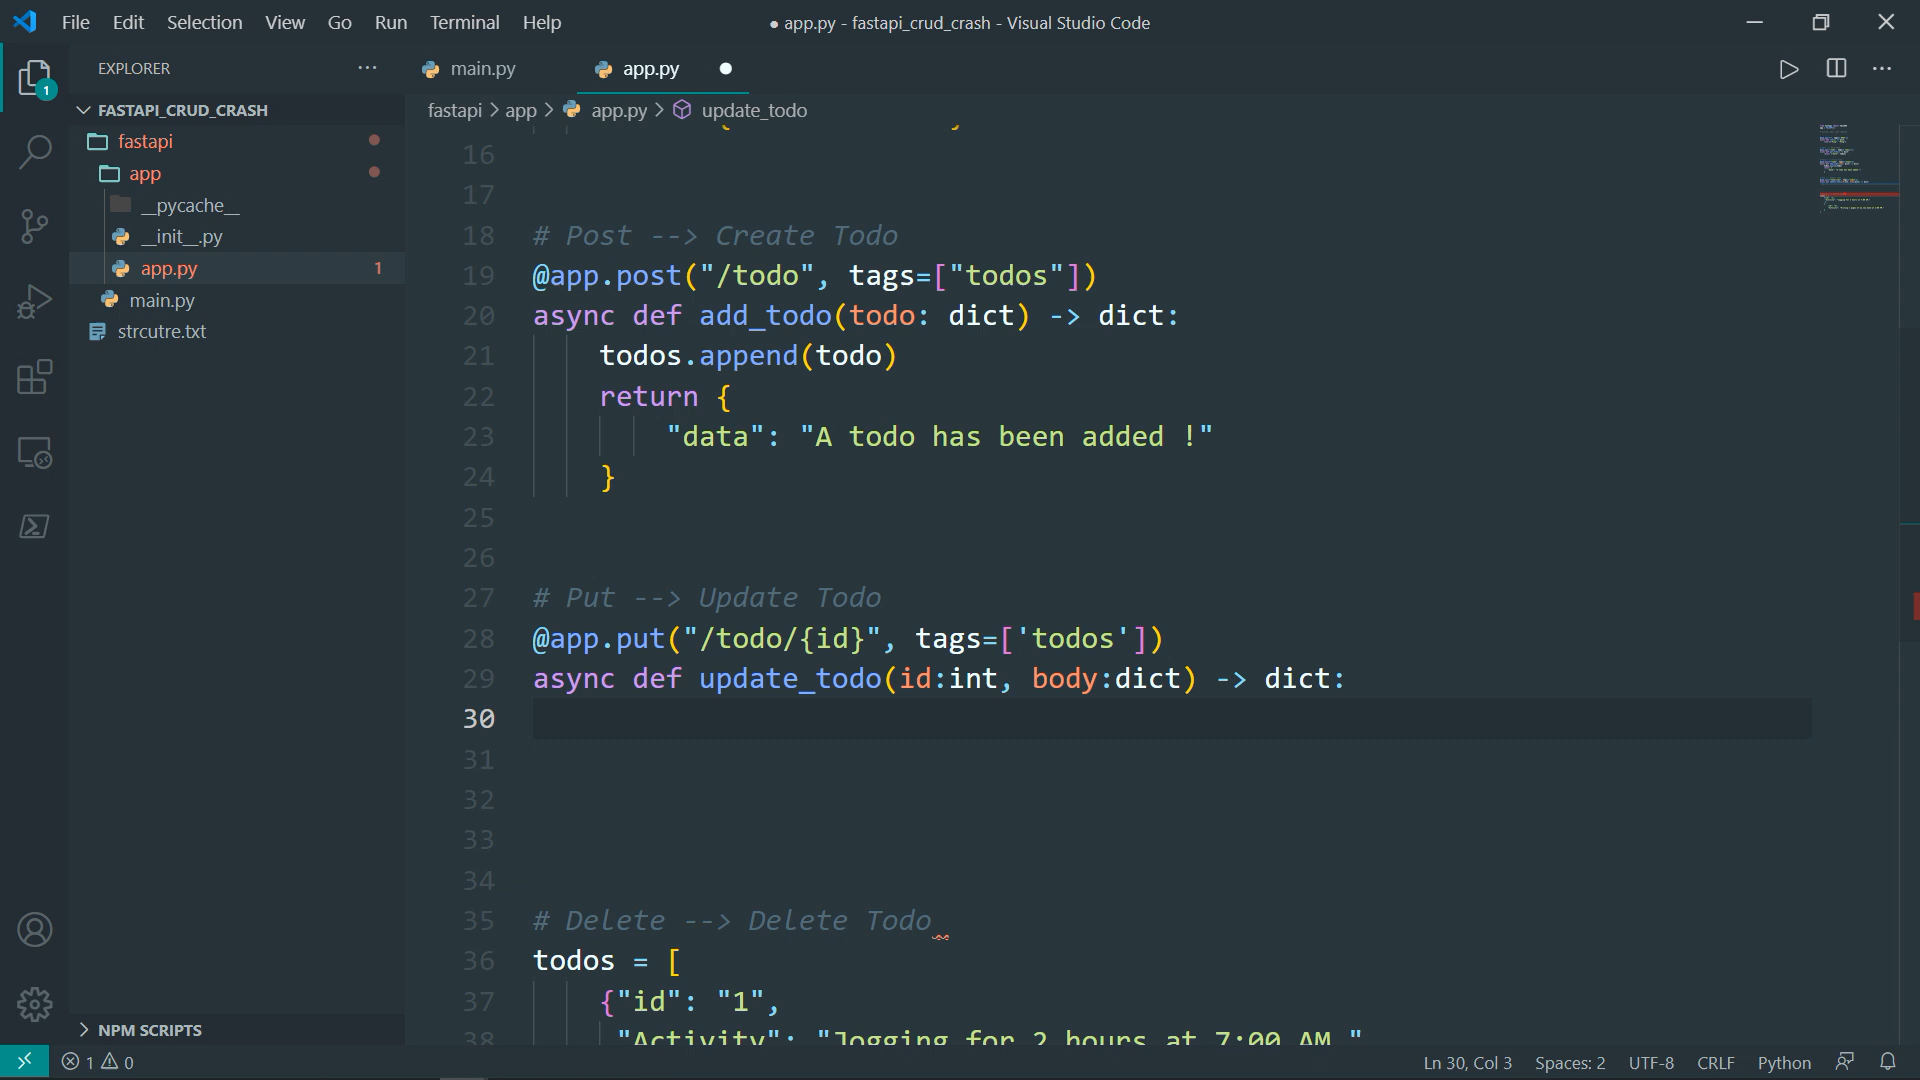 File Edit Selection View Go Run Terminal Help
● app.py - fastapi_crud_crash - Visual Studio Code
EXPLORER
main.py
app.py
1
FASTAPI_CRUD_CRASH
fastapi > app > app.py > update_todo
fastapi
app
__pycache__
__init__.py
app.py 1
main.py
strcutre.txt
16
17
18 # Post --> Create Todo
19 @app.post("/todo", tags=["todos"])
20 async def add_todo(todo: dict) -> dict:
21 todos.append(todo)
22 return {
23 "data": "A todo has been added !"
24 }
25
26
27 # Put --> Update Todo
28 @app.put("/todo/{id}", tags=['todos'])
29 async def update_todo(id:int, body:dict) -> dict:
30
31
32
33
34
35 # Delete --> Delete Todo
36 todos = [
37 {"id": "1",
38 "Activity": "Jogging for 2 hours at 7:00 AM."
NPM SCRIPTS
1 0
Ln 30, Col 3 Spaces: 2 UTF-8 CRLF Python